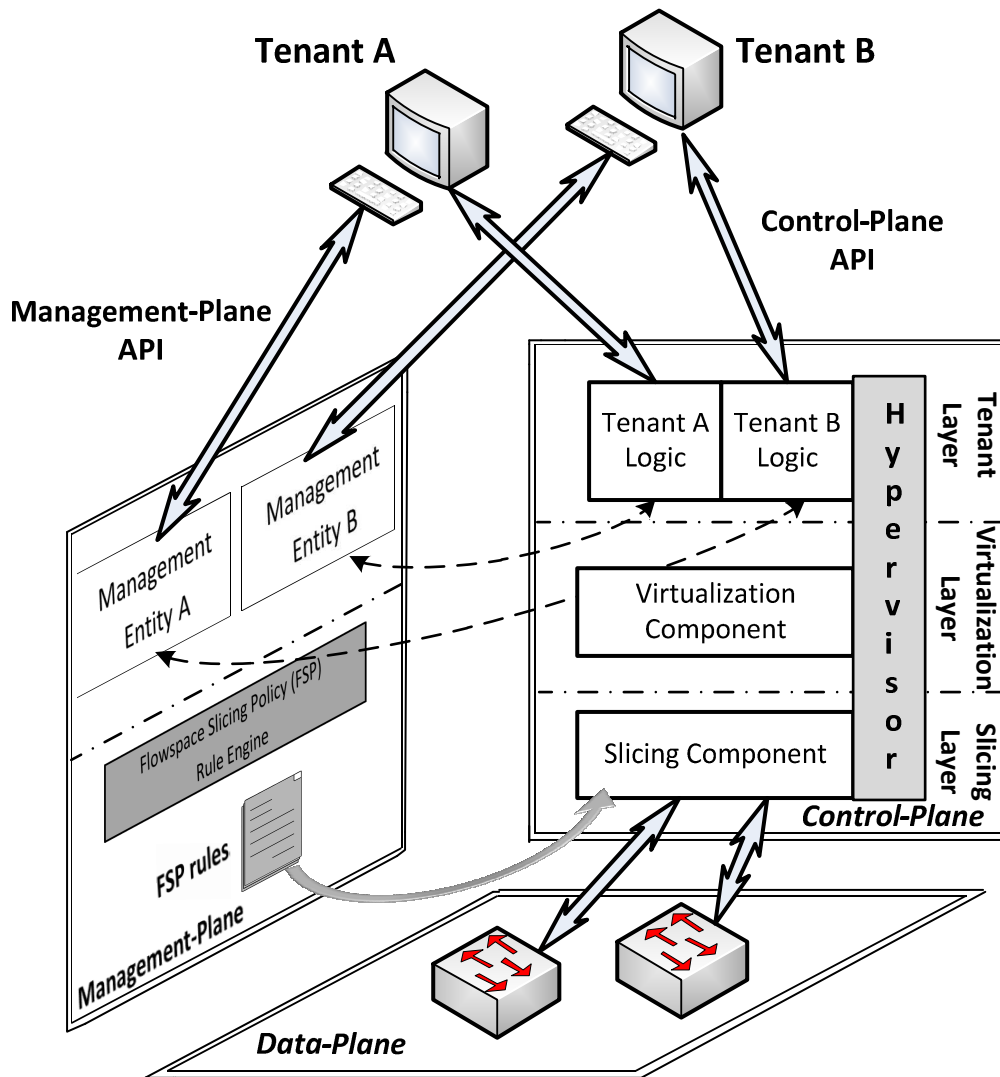 Tenant A
Tenant B
Control-Plane
API
Management-Plane
API
Tenant A
Logic
Tenant B
Logic
Hypervisor
Tenant
Layer
Management
Entity B
Management
Entity A
Virtualization
Component
Virtualization
Layer
Flowspace Slicing Policy (FSP)
Rule Engine
Slicing Component
Slicing
Layer
Control-Plane
FSP rules
Management-Plane
Data-Plane